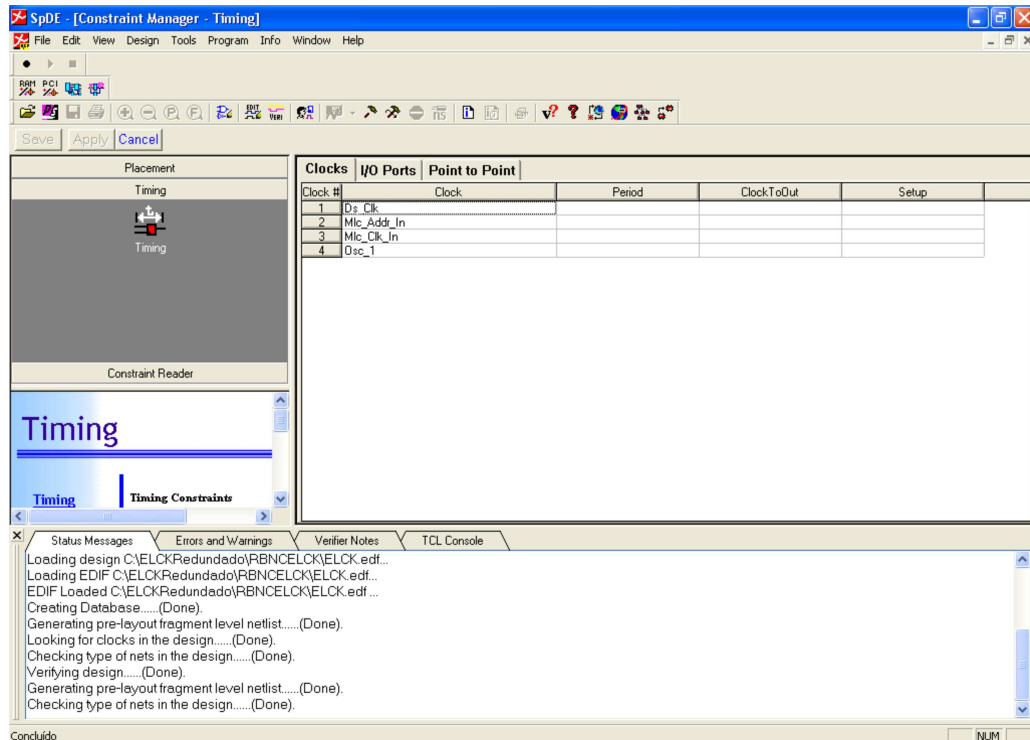 SpDE - [Constraint Manager - Timing]
File Edit View Design Tools Program Info Window Help
RAM PCI
EDIT VERI
Save Apply Cancel
Placement
Timing
Timing
Constraint Reader
Timing
Timing Timing Constraints
Clocks I/O Ports Point to Point
Clock # Clock Period ClockToOut Setup
1 Ds_Clk
2 Mlc_Addr_In
3 Mlc_Clk_In
4 Osc_1
Status Messages Errors and Warnings Verifier Notes TCL Console
Loading design C:\ELCKRedundado\RBNCELCK\ELCK.edf...
Loading EDIF C:\ELCKRedundado\RBNCELCK\ELCK.edf...
EDIF Loaded C:\ELCKRedundado\RBNCELCK\ELCK.edf ...
Creating Database......(Done).
Generating pre-layout fragment level netlist......(Done).
Looking for clocks in the design......(Done).
Checking type of nets in the design......(Done).
Verifying design......(Done).
Generating pre-layout fragment level netlist......(Done).
Checking type of nets in the design......(Done).
Concluído NUM